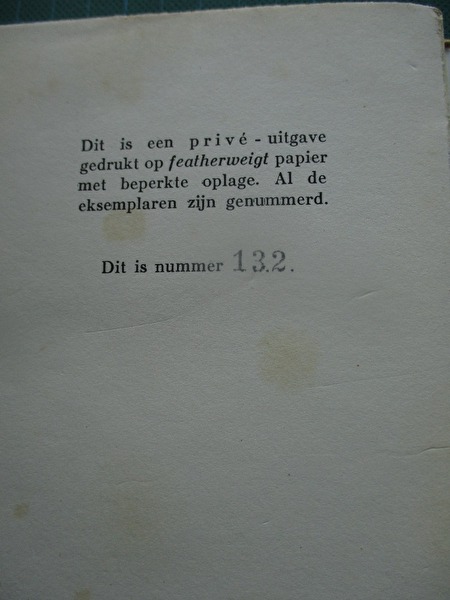 Dit is een privé - uitgave
gedrukt op featherweigt papier
met beperkte oplage. Al de
eksemplaren zijn genummerd.
Dit is nummer 132.